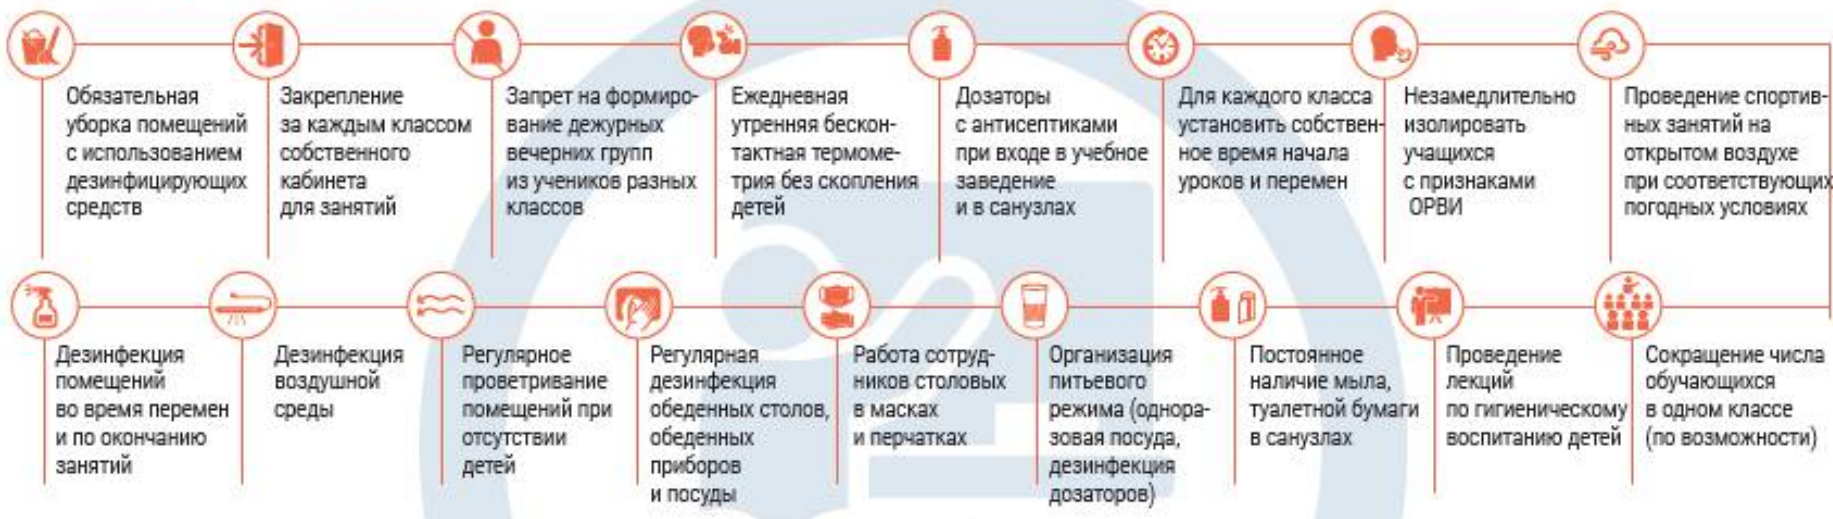 Обязательная
уборка помещений
с использованием
дезинфицирующих
средств
Закрепление
за каждым классом
собственного
кабинета
для занятий
Запрет на формиро-
вание дежурных
вечерних групп
из учеников разных
классов
Ежедневная
утренняя бескон-
тактная термоме-
трия без скопления
детей
Дозаторы
с антисептиками
при входе в учебное
заведение
и в санузлах
Для каждого класса
установить собствен-
ное время начала
уроков и перемен
Незамедлительно
изолировать
учащихся
с признаками
ОРВИ
Проведение спортив-
ных занятий на
открытом воздухе
при соответствующих
погодных условиях
Дезинфекция
помещений
во время перемен
и по окончанию
занятий
Дезинфекция
воздушной
среды
Регулярное
проветривание
помещений при
отсутствии
детей
Регулярная
дезинфекция
обеденных столов,
обеденных
приборов
и посуды
Работа сотруд-
ников столовых
в масках
и перчатках
Организация
питьевого
режима (однора-
зовая посуда,
дезинфекция
дозаторов)
Постоянное
наличие мыла,
туалетной бумаги
в санузлах
Проведение
лекций
по гигиеническому
воспитанию детей
Сокращение числа
обучающихся
в одном классе
(по возможности)